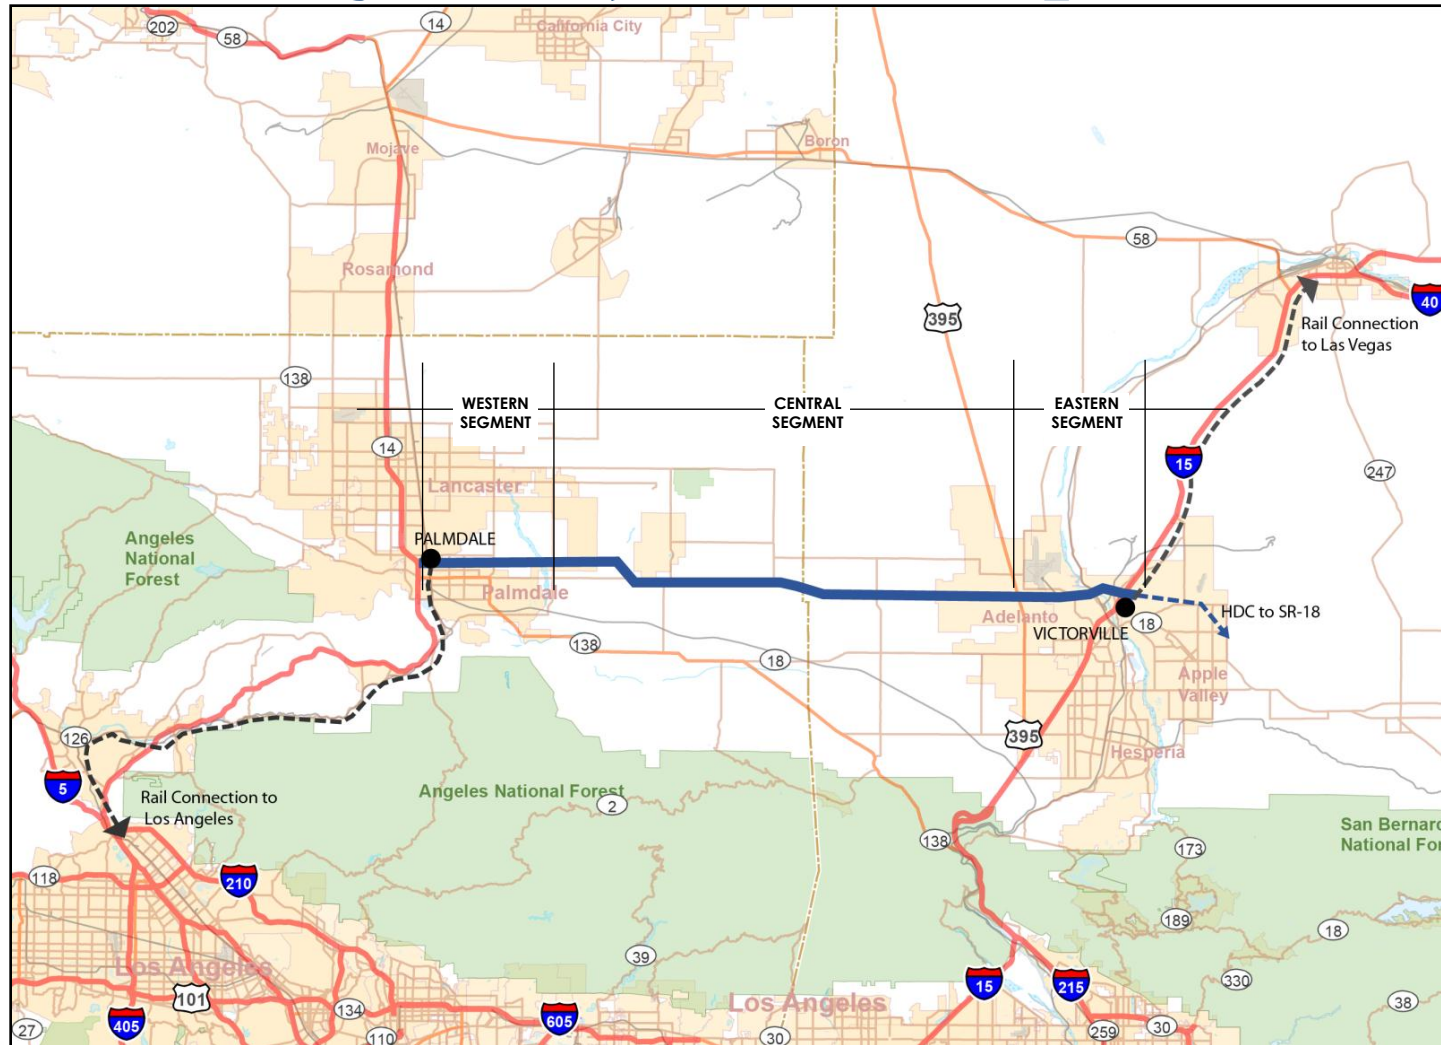 202
58
14
California City
Mojave
Boron
Rosamond
58
395
40
Rail Connection
to Las Vegas
138
WESTERN
SEGMENT
CENTRAL
SEGMENT
EASTERN
SEGMENT
14
15
247
Lancaster
Angeles
National
Forest
PALMDALE
Palmdale
Adelanto
HDC to SR-18
VICTORVILLE
18
138
18
Apple
Valley
126
395
Hesperia
5
Rail Connection to
Los Angeles
Angeles National Forest
2
138
San Bernard
National For
173
118
210
189
18
39
Los Angeles
101
15
215
330
Los Angeles
38
27
405
134
110
605
30
259
30